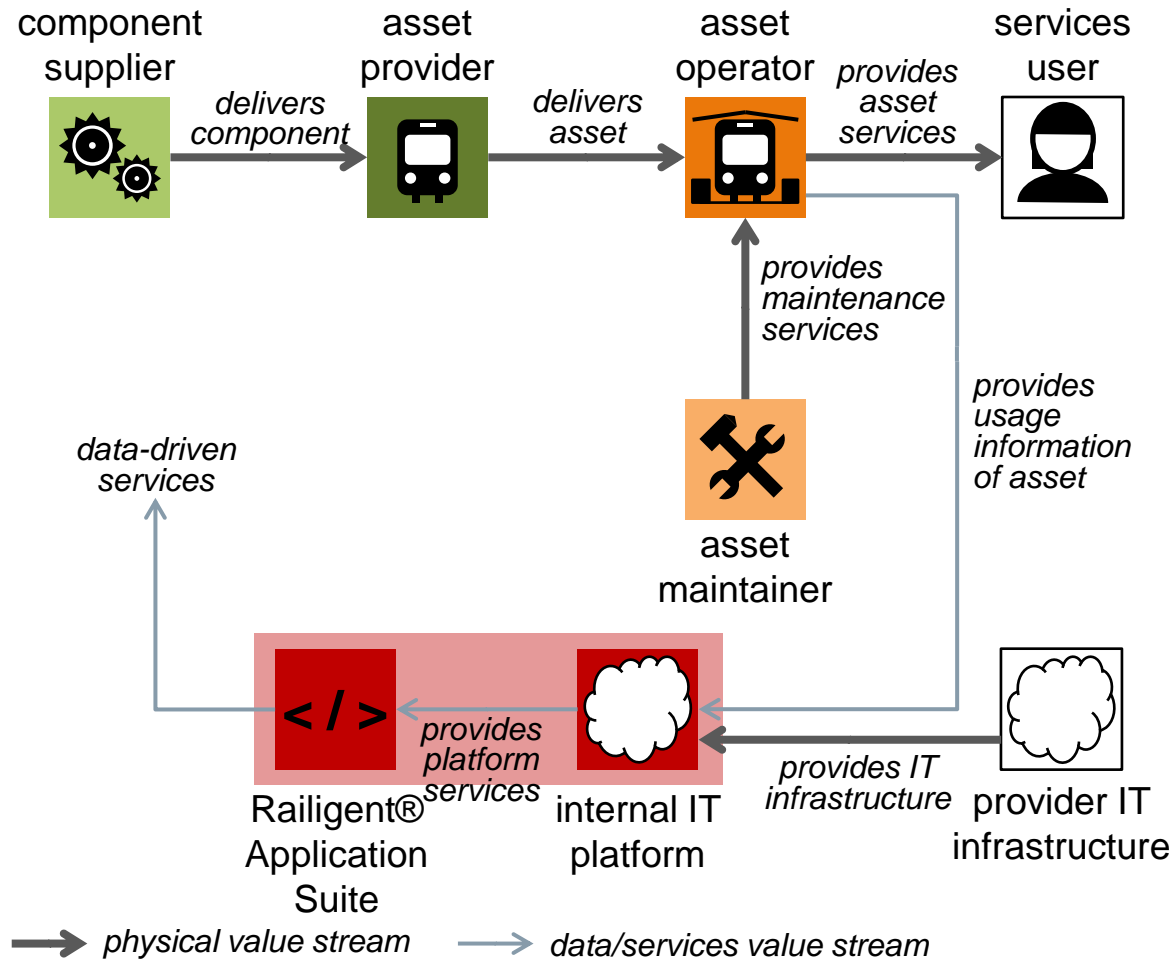 component
supplier
asset
provider
asset
operator
services
user
delivers
component
delivers
asset
provides
asset
services
provides
maintenance
services
provides
usage
information
of asset
data-driven
services
asset
maintainer
< / >
provides
platform
services
provides IT
infrastructure
Railigent®
Application
Suite
internal IT
platform
provider IT
infrastructure
physical value stream
data/services value stream